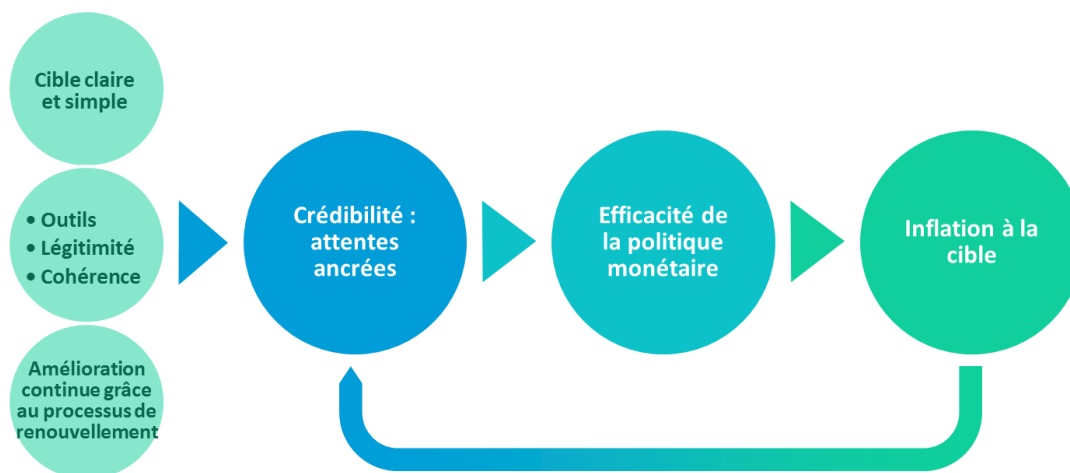 Cible claire
et simple
• Outils
• Légitimité
• Cohérence
Amélioration
continue grâce
au processus de
renouvellement
Crédibilité :
attentes
ancrées
Efficacité de
la politique
monétaire
Inflation à la
cible